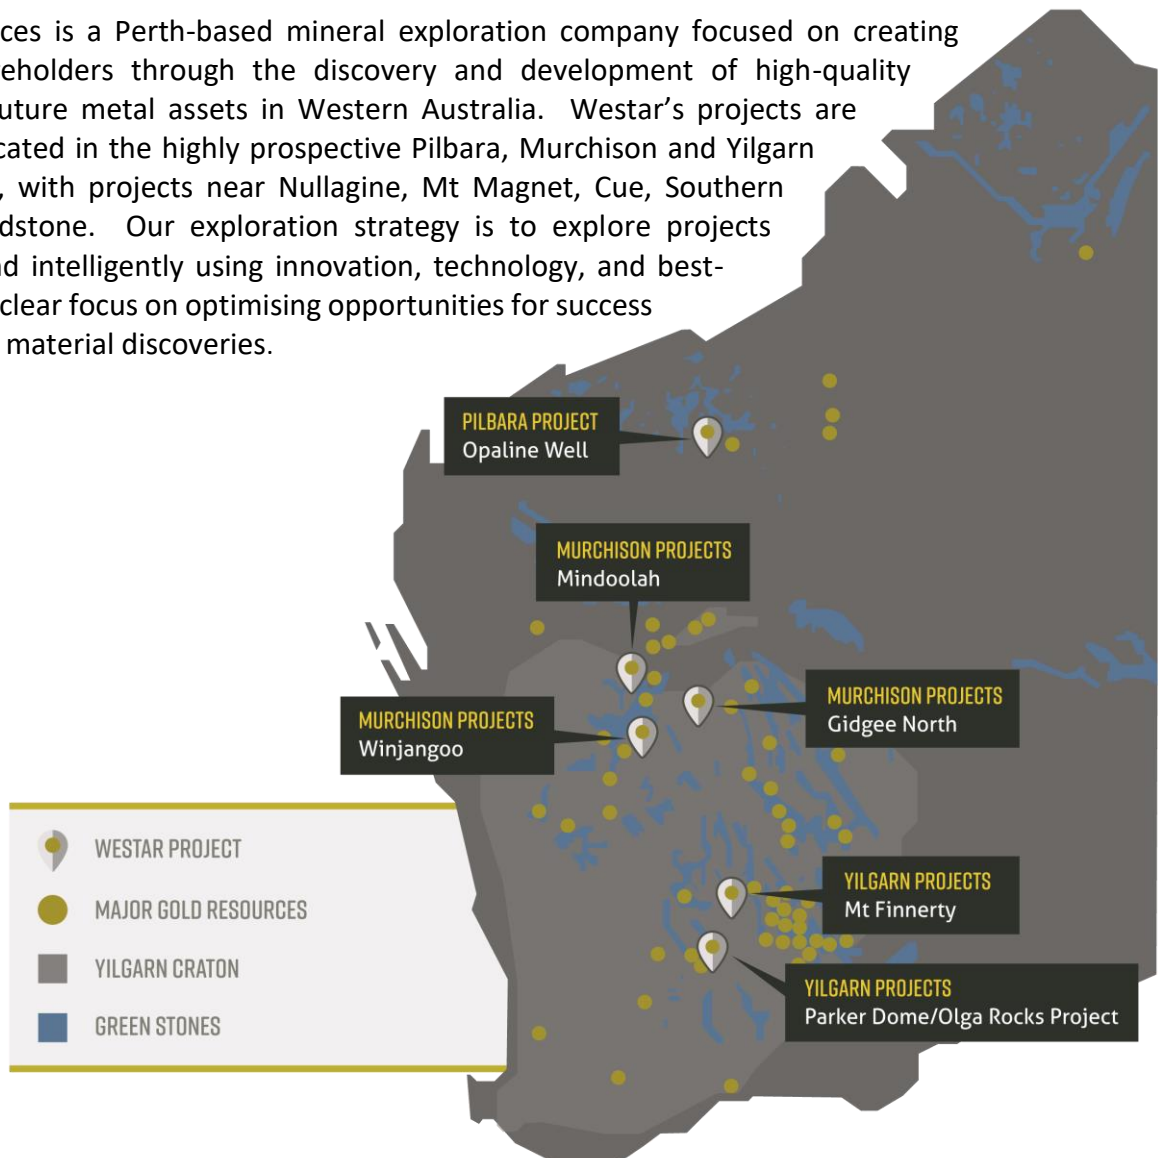 ces is a Perth-based mineral exploration company focused on creating
eholders through the discovery and development of high-quality
uture metal assets in Western Australia. Westar’s projects are
cated in the highly prospective Pilbara, Murchison and Yilgarn
, with projects near Nullagine, Mt Magnet, Cue, Southern
dstone. Our exploration strategy is to explore projects
nd intelligently using innovation, technology, and best-
clear focus on optimising opportunities for success
material discoveries.
PILBARA PROJECT
Opaline Well
MURCHISON PROJECTS
Mindoolah
MURCHISON PROJECTS
Gidgee North
MURCHISON PROJECTS
Winjangoo
WESTAR PROJECT
MAJOR GOLD RESOURCES
YILGARN CRATON
GREEN STONES
YILGARN PROJECTS
Mt Finnerty
YILGARN PROJECTS
Parker Dome/Olga Rocks Project